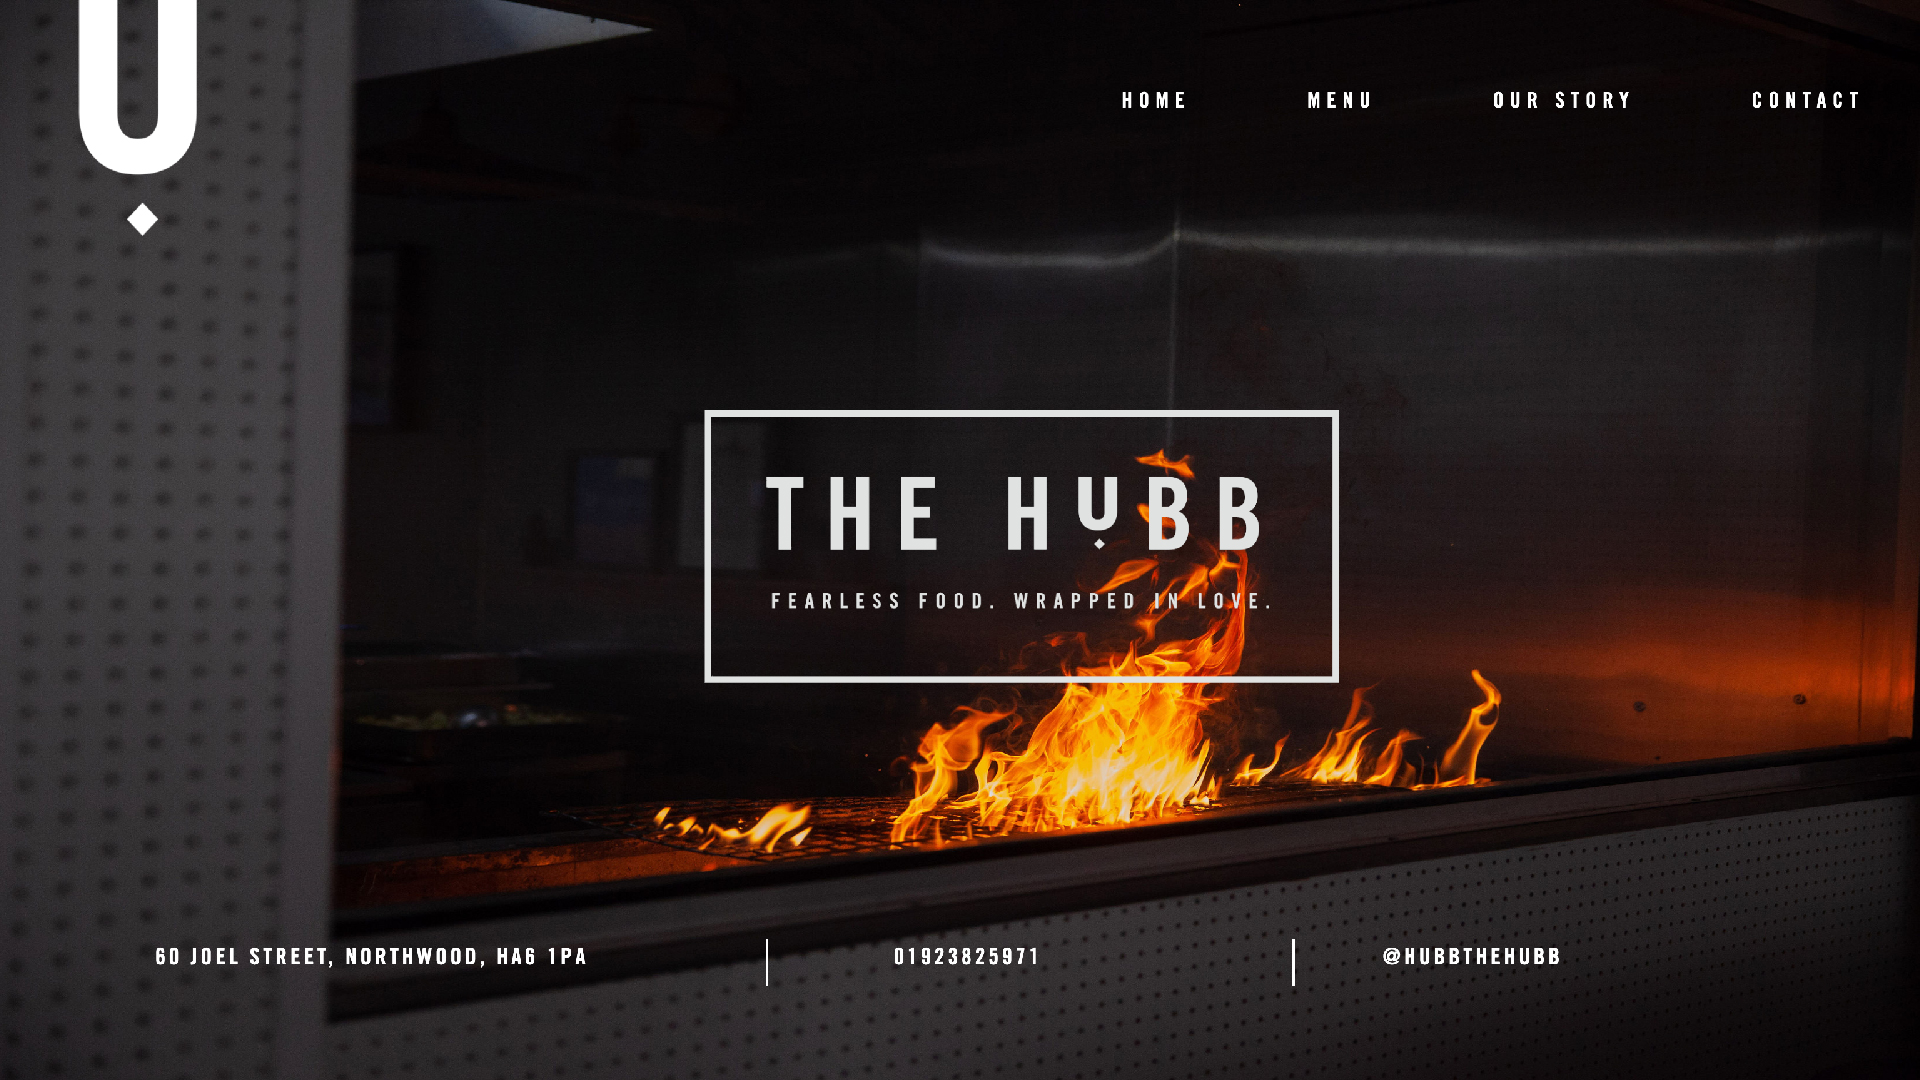 U
HOME MENU OUR STORY CONTACT
THE HUBB
FEARLESS FOOD. WRAPPED IN LOVE.
60 JOEL STREET, NORTHWOOD, HA6 1PA
01923825971
@HUBBTHEHUBB